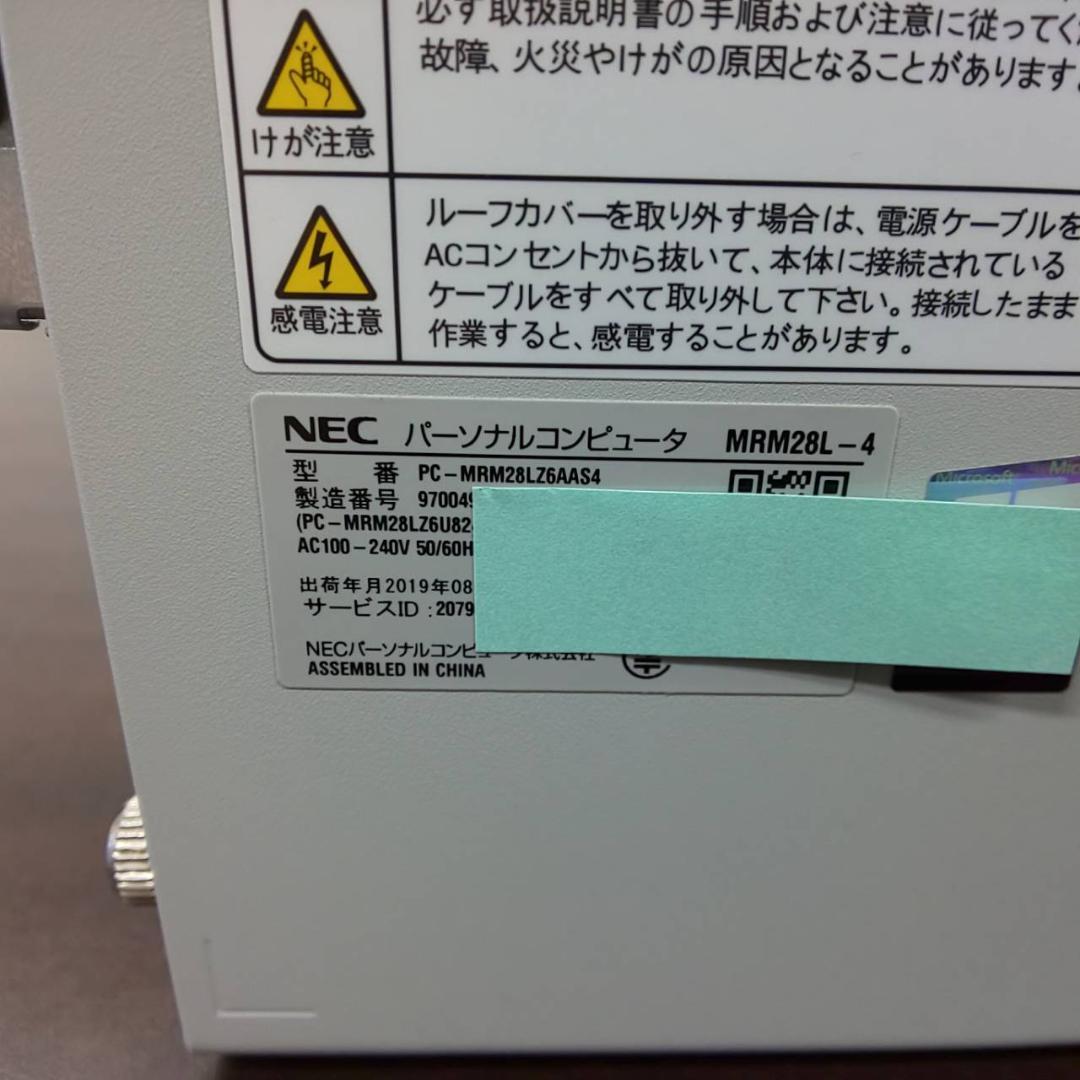 必ず取扱説明書の手順および注意に従ってく
故障、火災やけがの原因となることがあります。
けが注意
ルーフカバーを取り外す場合は、電源ケーブルを
ACコンセントから抜いて、本体に接続されている
ケーブルをすべて取り外して下さい。接続したまま
作業すると、感電することがあります。
感電注意
NEC パーソナルコンピュータ MRM28L-4
型 番 PC-MRM28LZ6AAS4
製造番号 970049
(PC-MRM28LZ6U82
AC100-240V 50/60H
出荷年月2019年08
サービスID:2079
NECパーソナルコンピュータ株式会社
ASSEMBLED IN CHINA
Microsoft
Mic